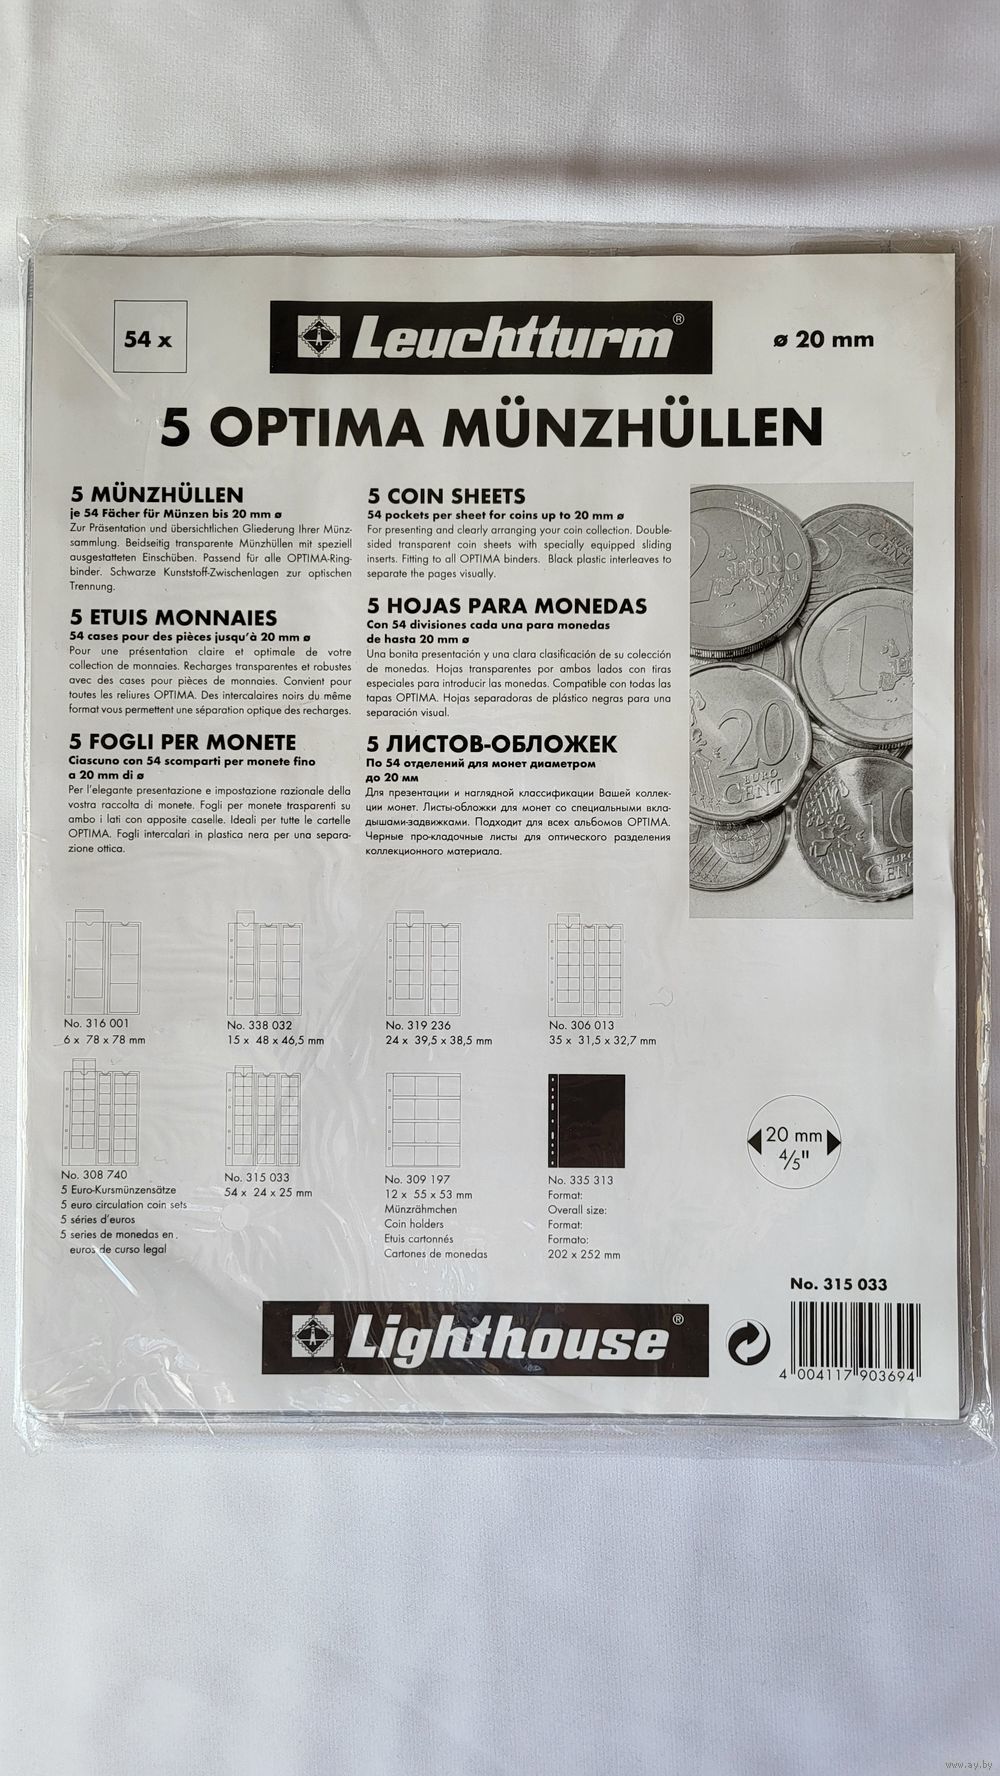 54 x
Leuchtturm®
ø 20 mm
5 OPTIMA MÜNZHÜLLEN
5 MÜNZHÜLLEN
je 54 Fächer für Münzen bis 20 mm ø
Zur Präsentation und übersichtlichen Gliederung Ihrer Münz-
sammlung. Beidseitig transparente Münzhüllen mit speziell
ausgestatteten Einschüben. Passend für alle OPTIMA-Ring-
binder. Schwarze Kunststoff-Zwischenlagen zur optischen
Trennung.
5 ETUIS MONNAIES
54 cases pour des pièces jusqu'à 20 mm ø
Pour une présentation claire et optimale de votre
collection de monnaies. Recharges transparentes et robustes
avec des cases pour pièces de monnaies. Convient pour
toutes les reliures OPTIMA. Des intercalaires noirs du même
format vous permettent une séparation optique des recharges.
5 FOGLI PER MONETE
Ciascuno con 54 scomparti per monete fino
a 20 mm di ø
Per l'elegante presentazione e impostazione razionale della
vostra raccolta di monete. Fogli per monete trasparenti su
ambo i lati con apposite caselle. Ideali per tutte le cartelle
OPTIMA. Fogli intercalari in plastica nera per una separa-
zione ottica.
5 COIN SHEETS
54 pockets per sheet for coins up to 20 mm ø
For presenting and clearly arranging your coin collection. Double-
sided transparent coin sheets with specially equipped sliding
inserts. Fitting to all OPTIMA binders. Black plastic interleaves to
separate the pages visually.
5 HOJAS PARA MONEDAS
Con 54 divisiones cada una para monedas
de hasta 20 mm ø
Una bonita presentación y una clara clasificación de su colección
de monedas. Hojas transparentes por ambos lados con tiras
especiales para introducir las monedas. Compatible con todas las
tapas OPTIMA. Hojas separadoras de plástico negras para una
separación visual.
5 ЛИСТОВ-ОБЛОЖЕК
По 54 отделений для монет диаметром
до 20 мм
Для презентации и наглядной классификации Вашей коллек-
ции монет. Листы-обложки для монет со специальными вкла-
дышами-задвижками. Подходит для всех альбомов OPTIMA.
Черные про-кладочные листы для оптического разделения
коллекционного материала.
2 EURO
CENT
1
20
EURO
CENT
10
EURO
CENT
No. 316 001
6 x 78 x 78 mm
No. 338 032
15 x 48 x 46,5 mm
No. 319 236
24 x 39,5 x 38,5 mm
No. 306 013
35 x 31,5 x 32,7 mm
No. 308 740
5 Euro-Kursmünzensätze
5 euro circulation coin sets
5 séries d'euros
5 series de monedas en
euros de curso legal
No. 315 033
54 x 24 x 25 mm
No. 309 197
12 x 55 x 53 mm
Münzrähmchen
Coin holders
Etuis cartonnés
Cartones de monedas
No. 335 313
Format:
Overall size:
Format:
Formato:
202 x 252 mm
20 mm
4/5"
No. 315 033
Lighthouse®
4 004117 903694
www.ay.by